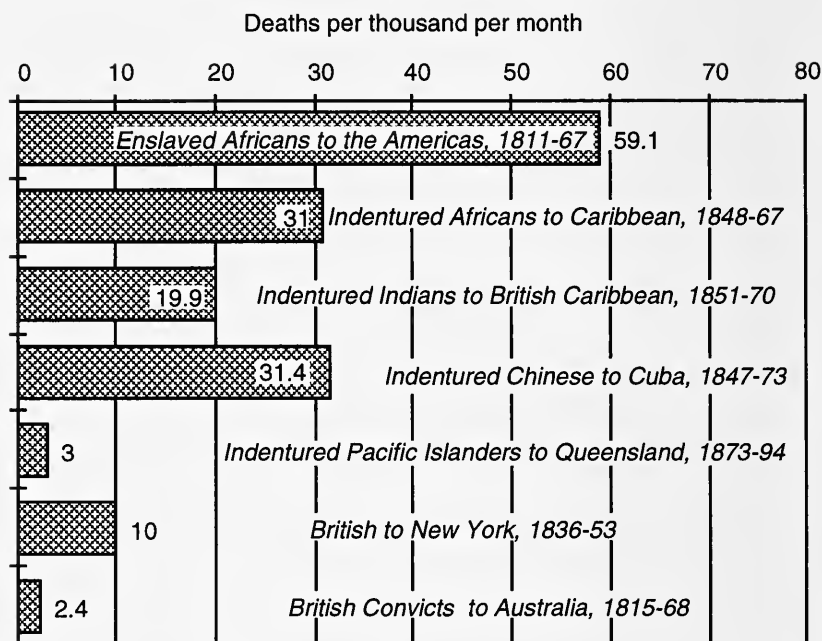 Deaths per thousand per month
0 10 20 30 40 50 60 70 80
Enslaved Africans to the Americas, 1811-67 59.1
31 Indentured Africans to Caribbean, 1848-67
19.9 Indentured Indians to British Caribbean, 1851-70
31.4 Indentured Chinese to Cuba, 1847-73
3 Indentured Pacific Islanders to Queensland, 1873-94
10 British to New York, 1836-53
2.4 British Convicts to Australia, 1815-68